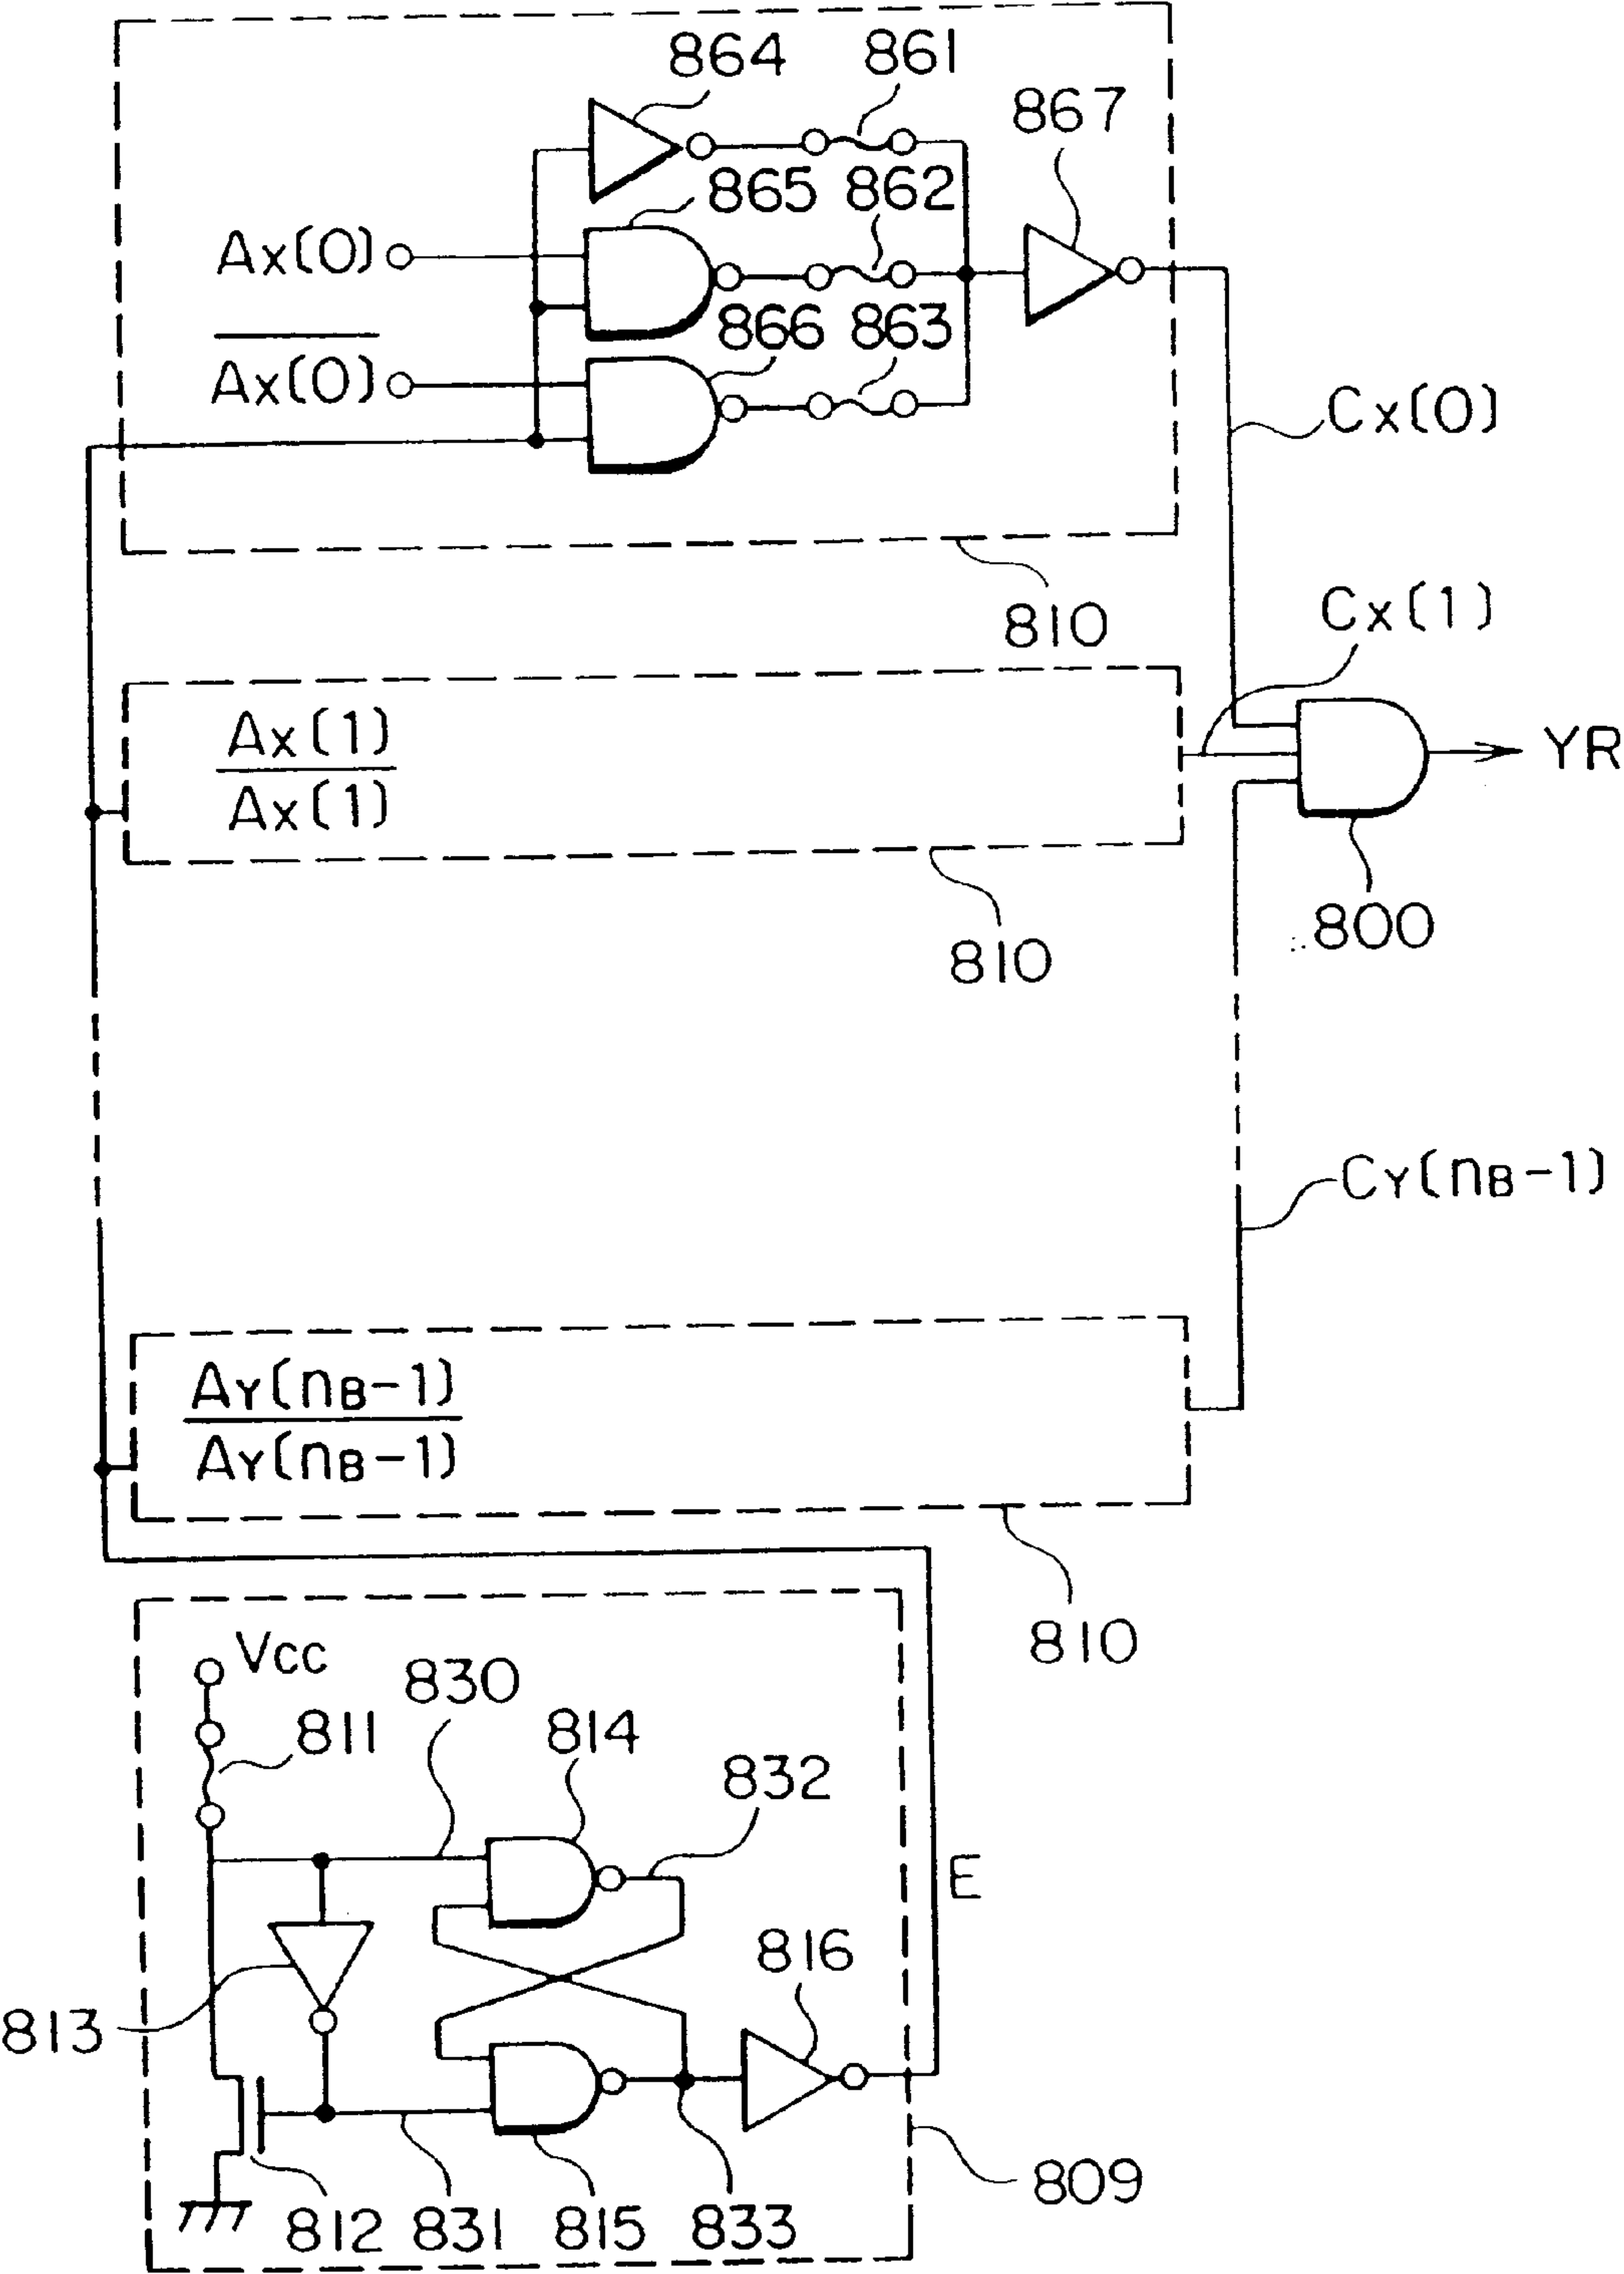 864
861
867
865
862
Ax(0)
866
863
Ax(0)
Cx(0)
810
Cx(1)
Ax(1)
Ax(1)
YR
800
810
CY(nB-1)
AY(nB-1)
AY(nB-1)
810
Vcc
830
811
814
832
E
816
813
809
812
831
815
833